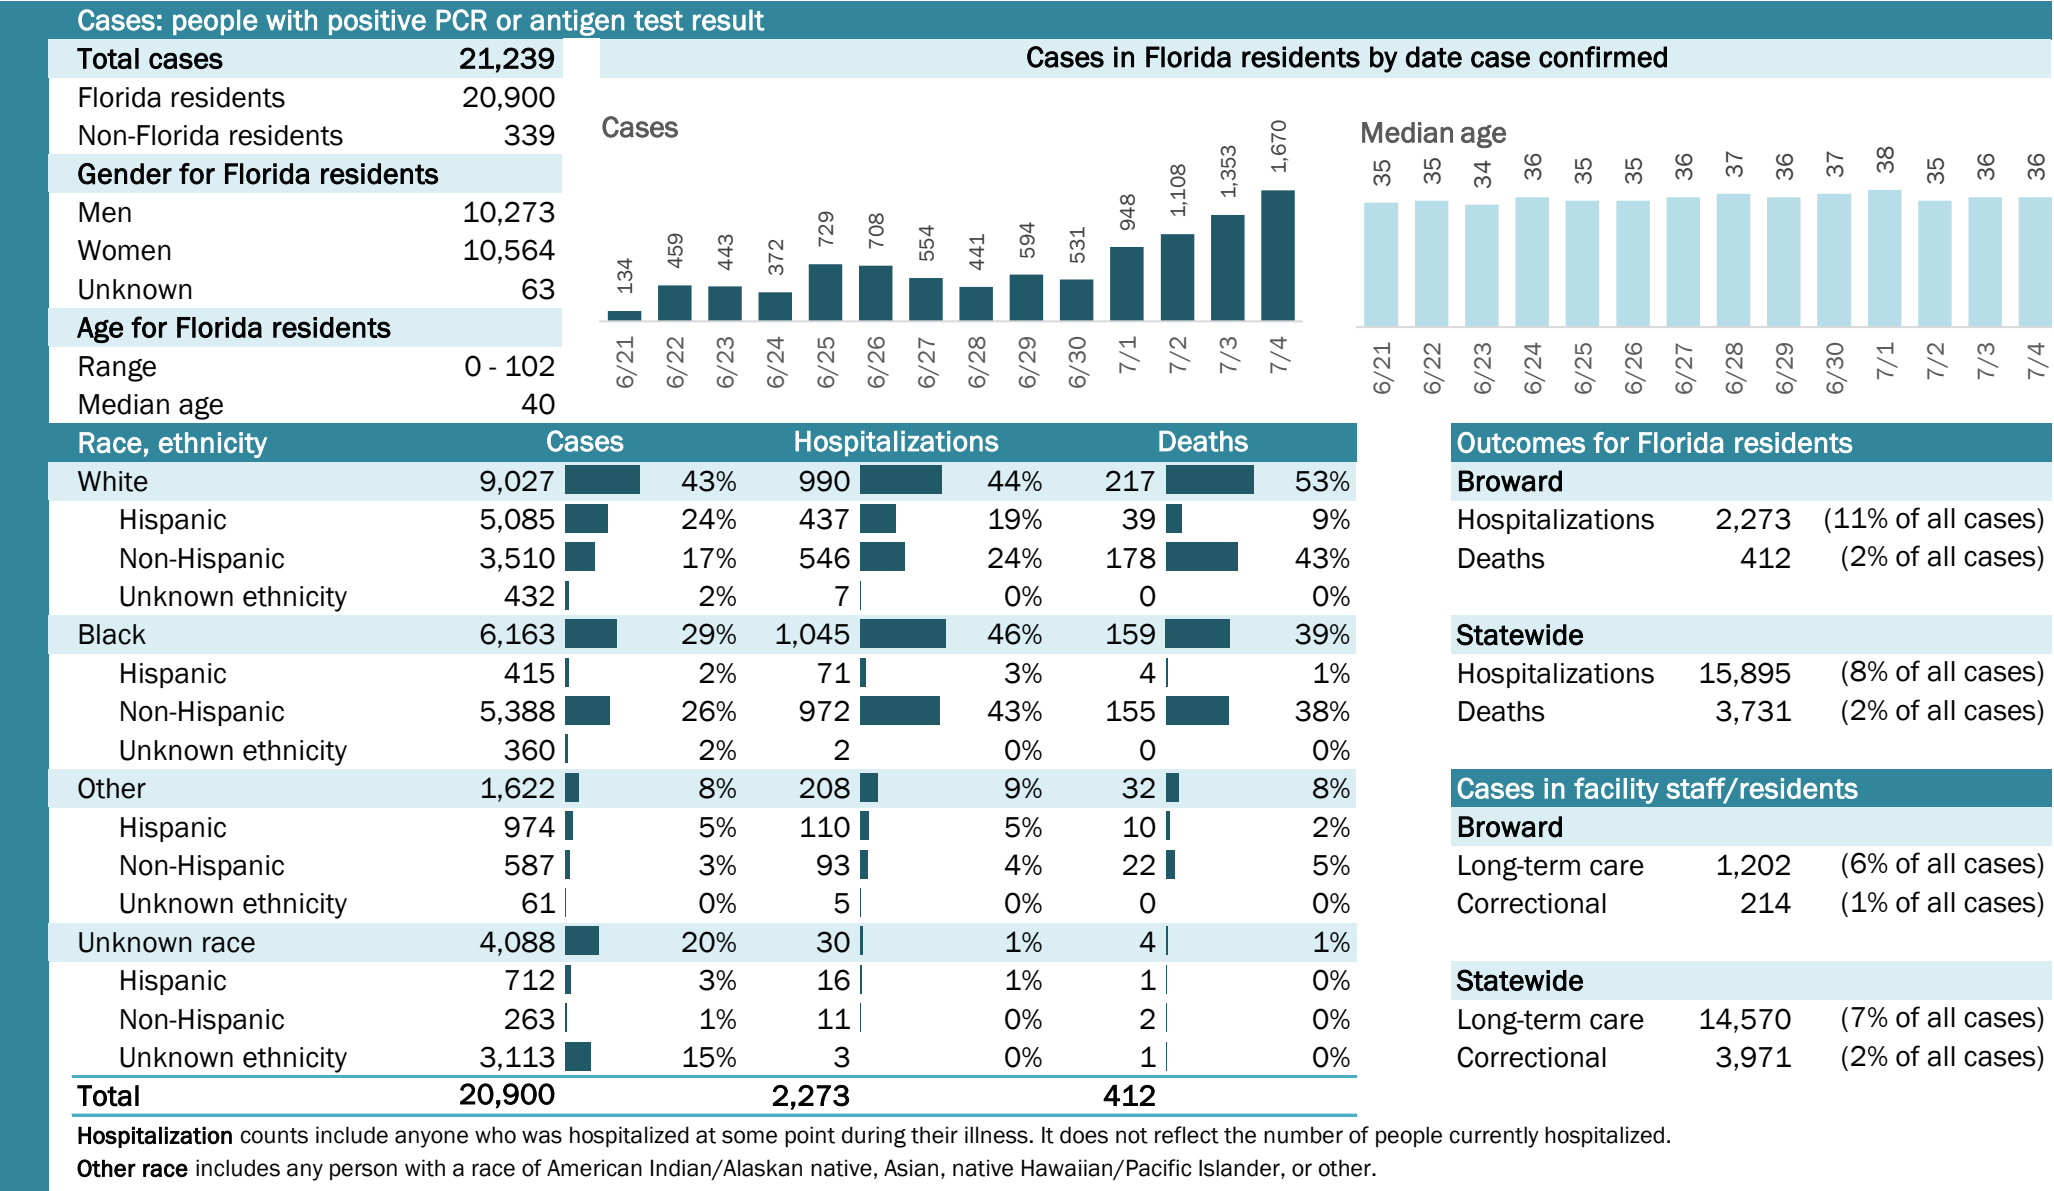 Cases: people with positive PCR or antigen test result
Total cases 21,239
Florida residents 20,900
Non-Florida residents 339
Gender for Florida residents
Men 10,273
Women 10,564
Unknown 63
Age for Florida residents
Range 0 - 102
Median age 40
Cases in Florida residents by date case confirmed
Cases
134 459 443 372 729 708 554 441 594 531 948 1,108 1,353 1,670
6/21 6/22 6/23 6/24 6/25 6/26 6/27 6/28 6/29 6/30 7/1 7/2 7/3 7/4
Median age
35 35 34 36 35 35 36 37 36 37 38 35 36 36
6/21 6/22 6/23 6/24 6/25 6/26 6/27 6/28 6/29 6/30 7/1 7/2 7/3 7/4
Race, ethnicity Cases Hospitalizations Deaths
White 9,027 43% 990 44% 217 53%
Hispanic 5,085 24% 437 19% 39 9%
Non-Hispanic 3,510 17% 546 24% 178 43%
Unknown ethnicity 432 2% 7 0% 0 0%
Black 6,163 29% 1,045 46% 159 39%
Hispanic 415 2% 71 3% 4 1%
Non-Hispanic 5,388 26% 972 43% 155 38%
Unknown ethnicity 360 2% 2 0% 0 0%
Other 1,622 8% 208 9% 32 8%
Hispanic 974 5% 110 5% 10 2%
Non-Hispanic 587 3% 93 4% 22 5%
Unknown ethnicity 61 0% 5 0% 0 0%
Unknown race 4,088 20% 30 1% 4 1%
Hispanic 712 3% 16 1% 1 0%
Non-Hispanic 263 1% 11 0% 2 0%
Unknown ethnicity 3,113 15% 3 0% 1 0%
Total 20,900 2,273 412
Outcomes for Florida residents
Broward
Hospitalizations 2,273 (11% of all cases)
Deaths 412 (2% of all cases)
Statewide
Hospitalizations 15,895 (8% of all cases)
Deaths 3,731 (2% of all cases)
Cases in facility staff/residents
Broward
Long-term care 1,202 (6% of all cases)
Correctional 214 (1% of all cases)
Statewide
Long-term care 14,570 (7% of all cases)
Correctional 3,971 (2% of all cases)
Hospitalization counts include anyone who was hospitalized at some point during their illness. It does not reflect the number of people currently hospitalized.
Other race includes any person with a race of American Indian/Alaskan native, Asian, native Hawaiian/Pacific Islander, or other.